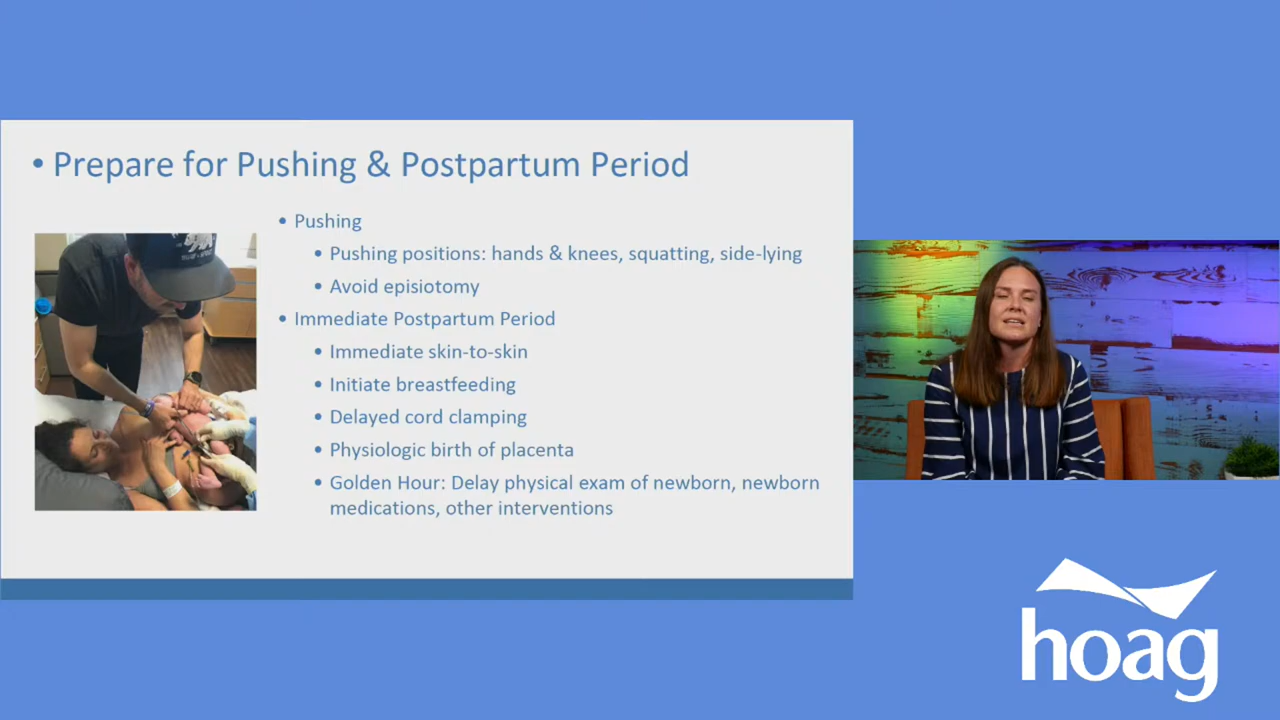 • Prepare for Pushing & Postpartum Period
• Pushing
• Pushing positions: hands & knees, squatting, side-lying
• Avoid episiotomy
• Immediate Postpartum Period
• Immediate skin-to-skin
• Initiate breastfeeding
• Delayed cord clamping
• Physiologic birth of placenta
• Golden Hour: Delay physical exam of newborn, newborn
medications, other interventions
hoag